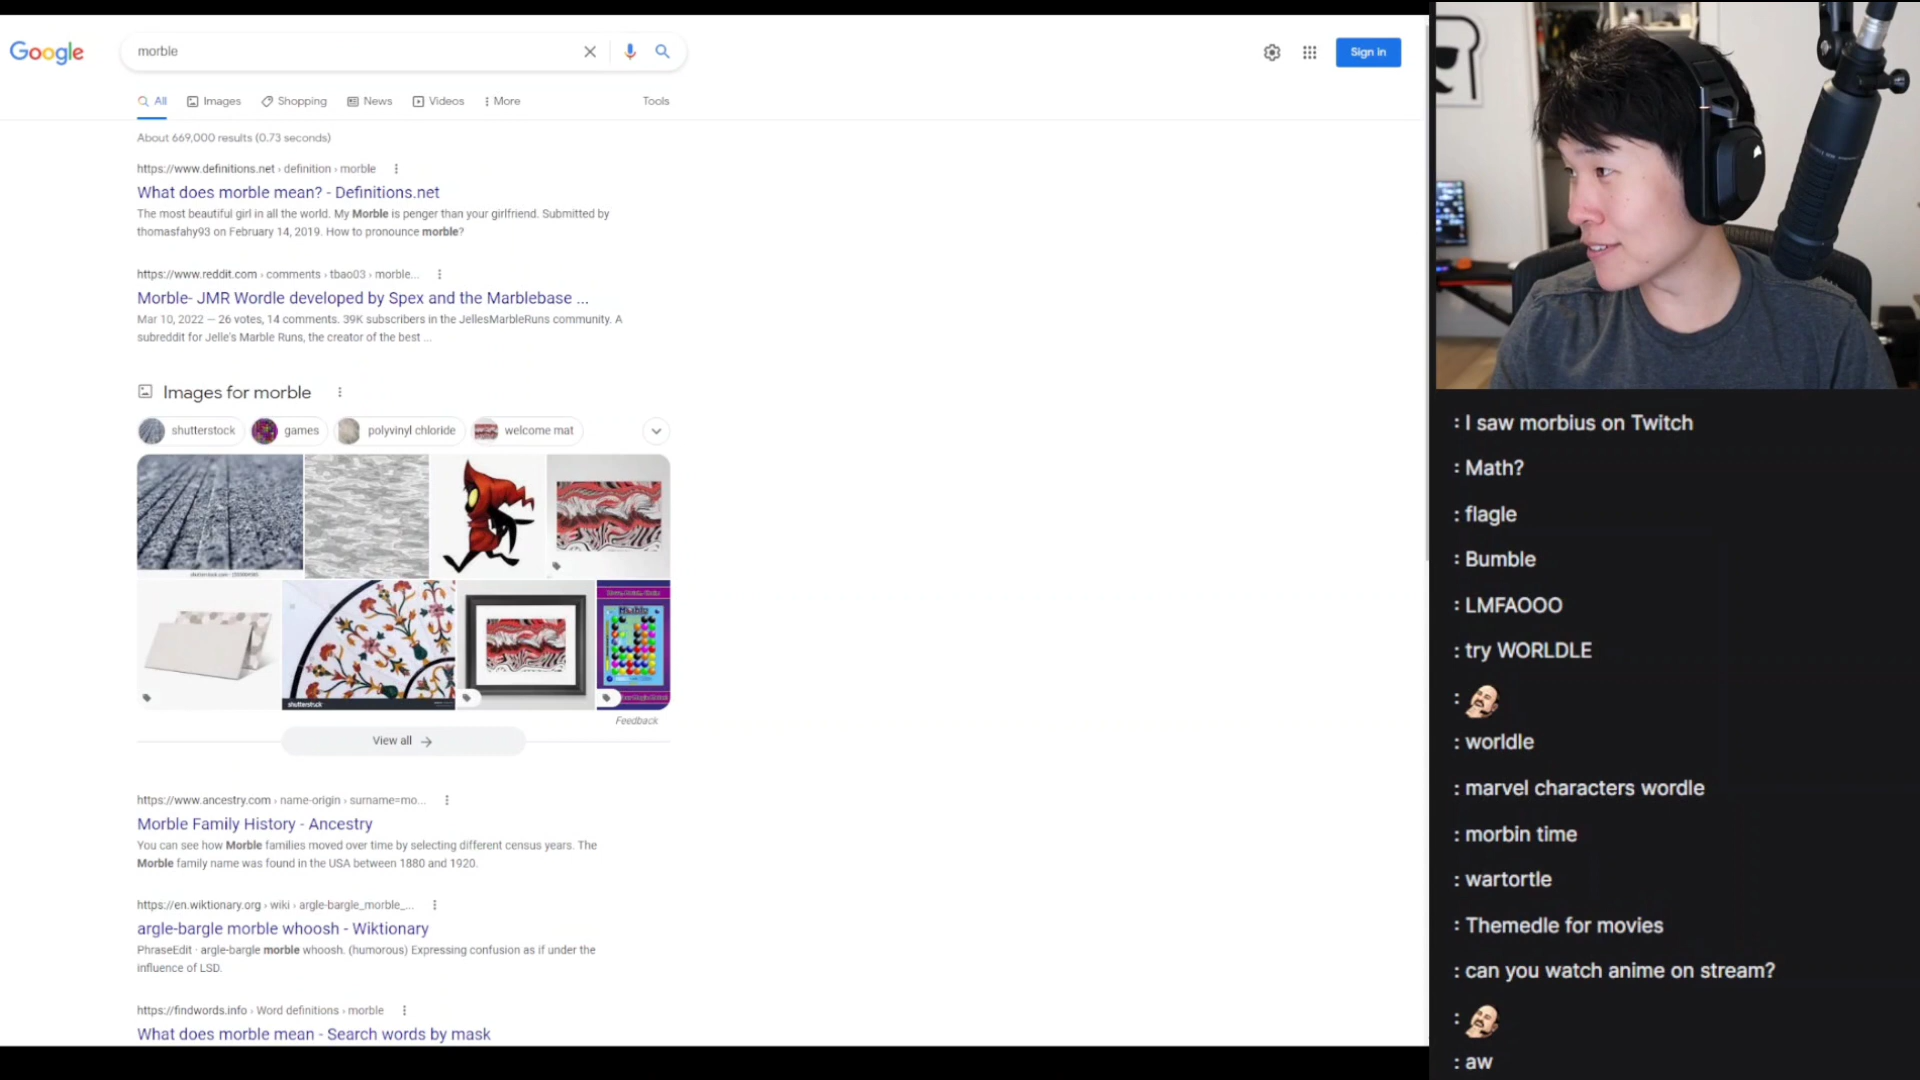 Google
morble
Sign in
All
Images
Shopping
News
Videos
More
Tools
About 669,000 results (0.73 seconds)
https://www.definitions.net › definition › morble
What does morble mean? - Definitions.net
The most beautiful girl in all the world. My Morble is penger than your girlfriend. Submitted by
thomasfahy93 on February 14, 2019. How to pronounce morble?
https://www.reddit.com › comments › tbao03 › morble...
Morble- JMR Wordle developed by Spex and the Marblebase ...
Mar 10, 2022 — 26 votes, 14 comments. 39K subscribers in the JellesMarbleRuns community. A
subreddit for Jelle's Marble Runs, the creator of the best ...
Images for morble
shutterstock
games
polyvinyl chloride
welcome mat
shutterstock
Morble
Feedback
View all
https://www.ancestry.com › name-origin › surname=mo...
Morble Family History - Ancestry
You can see how Morble families moved over time by selecting different census years. The
Morble family name was found in the USA between 1880 and 1920.
https://en.wiktionary.org › wiki › argle-bargle_morble_...
argle-bargle morble whoosh - Wiktionary
PhraseEdit · argle-bargle morble whoosh. (humorous) Expressing confusion as if under the
influence of LSD.
https://findwords.info › Word definitions › morble
What does morble mean - Search words by mask
: I saw morbius on Twitch
: Math?
: flagle
: Bumble
: LMFAOOO
: try WORLDLE
:
: worldle
: marvel characters wordle
: morbin time
: wartortle
: Themedle for movies
: can you watch anime on stream?
:
: aw